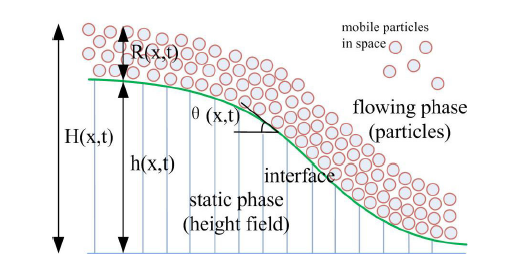 mobile particles
in space
R(x,t)
flowing phase
(particles)
θ (x,t)
H(x,t)
h(x,t)
interface
static phase
(height field)